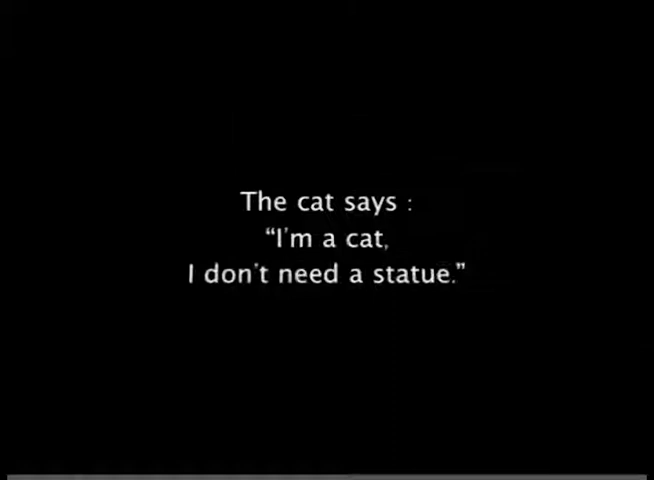 The cat says :
“I'm a cat,
I don't need a statue.”